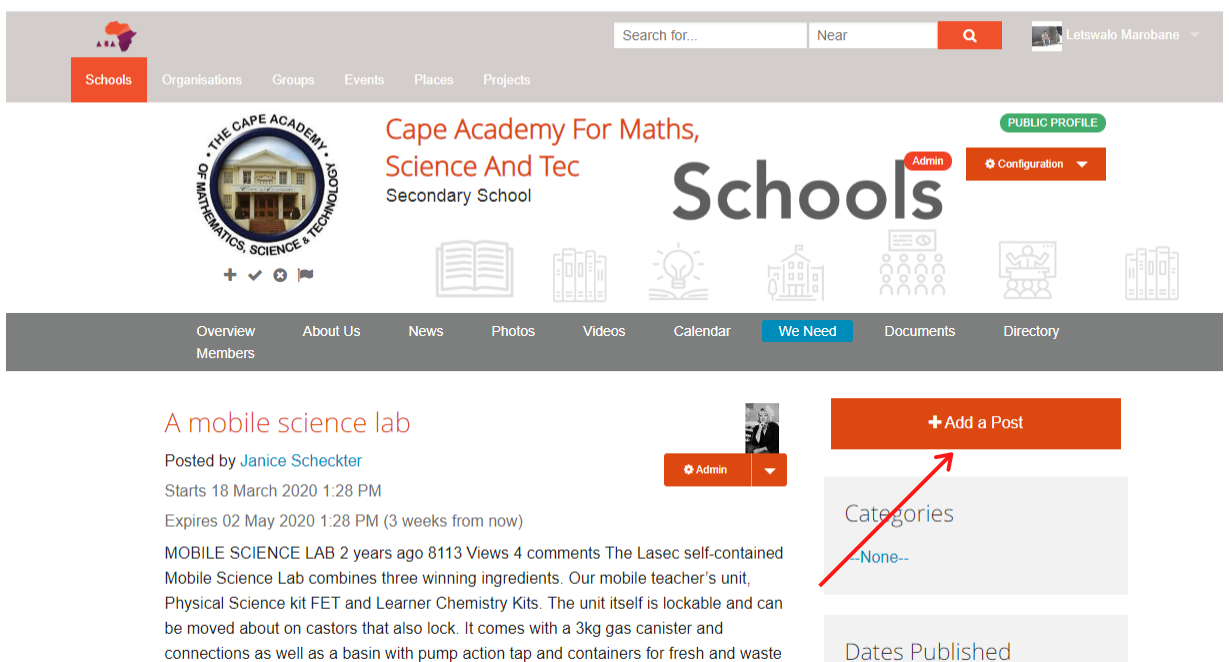 ASA
Search for...
Near
Letswalo Marobane
Schools
Organisations
Groups
Events
Places
Projects
THE CAPE ACADEMY OF MATHEMATICS, SCIENCE & TECHNOLOGY
Cape Academy For Maths,
Science And Tec
Secondary School
Schools
Admin
PUBLIC PROFILE
Configuration
Overview
About Us
News
Photos
Videos
Calendar
We Need
Documents
Directory
Members
A mobile science lab
Posted by Janice Scheckter
Admin
Starts 18 March 2020 1:28 PM
Expires 02 May 2020 1:28 PM (3 weeks from now)
MOBILE SCIENCE LAB 2 years ago 8113 Views 4 comments The Lasec self-contained
Mobile Science Lab combines three winning ingredients. Our mobile teacher's unit,
Physical Science kit FET and Learner Chemistry Kits. The unit itself is lockable and can
be moved about on castors that also lock. It comes with a 3kg gas canister and
connections as well as a basin with pump action tap and containers for fresh and waste
Add a Post
Categories
--None--
Dates Published